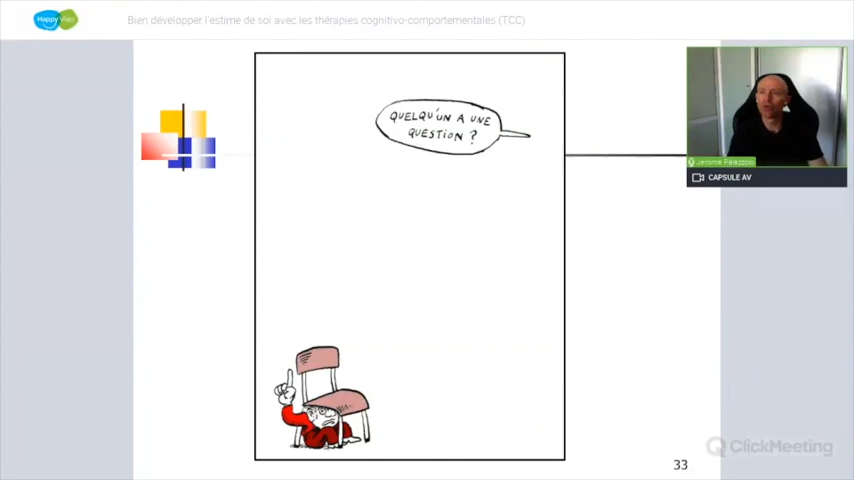 Happy Visio
Bien développer l'estime de soi avec les thérapies cognitivo-comportementales (TCC)
QUELQU'UN A UNE
QUESTION ?
Jerome Palazzolo
CAPSULE AV
ClickMeeting
33